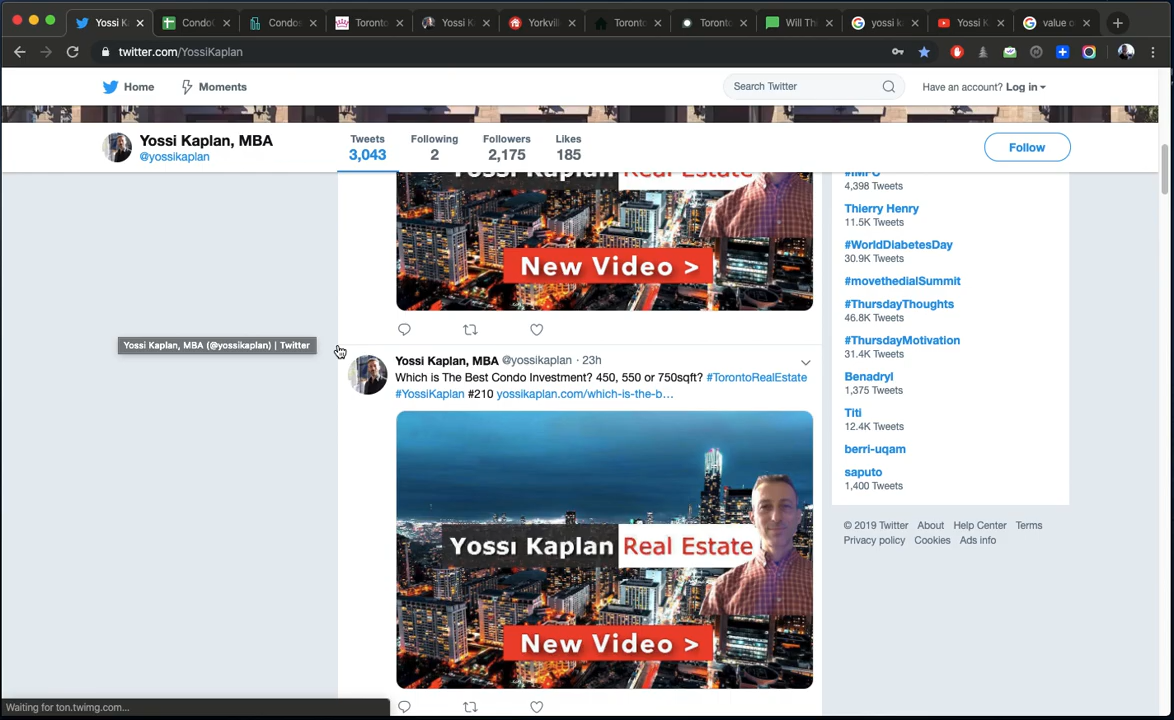 Yossi K
CondoC
Condos
Toronto
Yossi K
Yorkvill
Toronto
Toronto
Will Thi
yossi k
Yossi K
value o
twitter.com/YossiKaplan
Home
Moments
Search Twitter
Have an account? Log in
Yossi Kaplan, MBA
@yossikaplan
Tweets
3,043
Following
2
Followers
2,175
Likes
185
Follow
Yossi Kaplan Real Estate
New Video >
Yossi Kaplan, MBA (@yossikaplan) | Twitter
Yossi Kaplan, MBA @yossikaplan · 23h
Which is The Best Condo Investment? 450, 550 or 750sqft? #TorontoRealEstate
#YossiKaplan #210 yossikaplan.com/which-is-the-b…
Yossi Kaplan Real Estate
New Video >
4,398 Tweets
Thierry Henry
11.5K Tweets
#WorldDiabetesDay
30.9K Tweets
#movethedialSummit
#ThursdayThoughts
46.8K Tweets
#ThursdayMotivation
31.4K Tweets
Benadryl
1,375 Tweets
Titi
12.4K Tweets
berri-uqam
saputo
1,400 Tweets
© 2019 Twitter About Help Center Terms
Privacy policy Cookies Ads info
Waiting for ton.twimg.com...